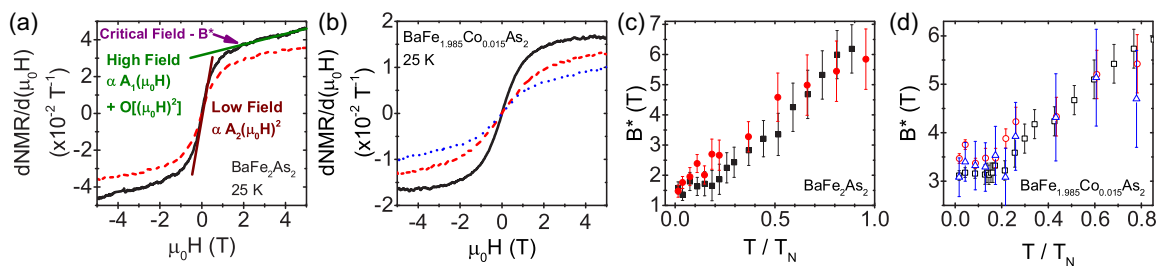 (a)
dNMR/d(μ₀H)
(x10⁻² T⁻¹)
4
2
0
-2
-4
Critical Field - B*
High Field
α A₁(μ₀H)
+ O[(μ₀H)²]
Low Field
α A₂(μ₀H)²
BaFe₂As₂
25 K
-4 -2 0 2 4
μ₀H (T)
(b)
dNMR/d(μ₀H)
(x10⁻² T⁻¹)
2
1
0
-1
-2
BaFe₁.₉₈₅Co₀.₀₁₅As₂
25 K
-4 -2 0 2 4
μ₀H (T)
(c)
B* (T)
7
6
5
4
3
2
1
BaFe₂As₂
0.0 0.5 1.0
T / T_N
(d)
B* (T)
6
5
4
3
BaFe₁.₉₈₅Co₀.₀₁₅As₂
0.0 0.2 0.4 0.6 0.8
T / T_N